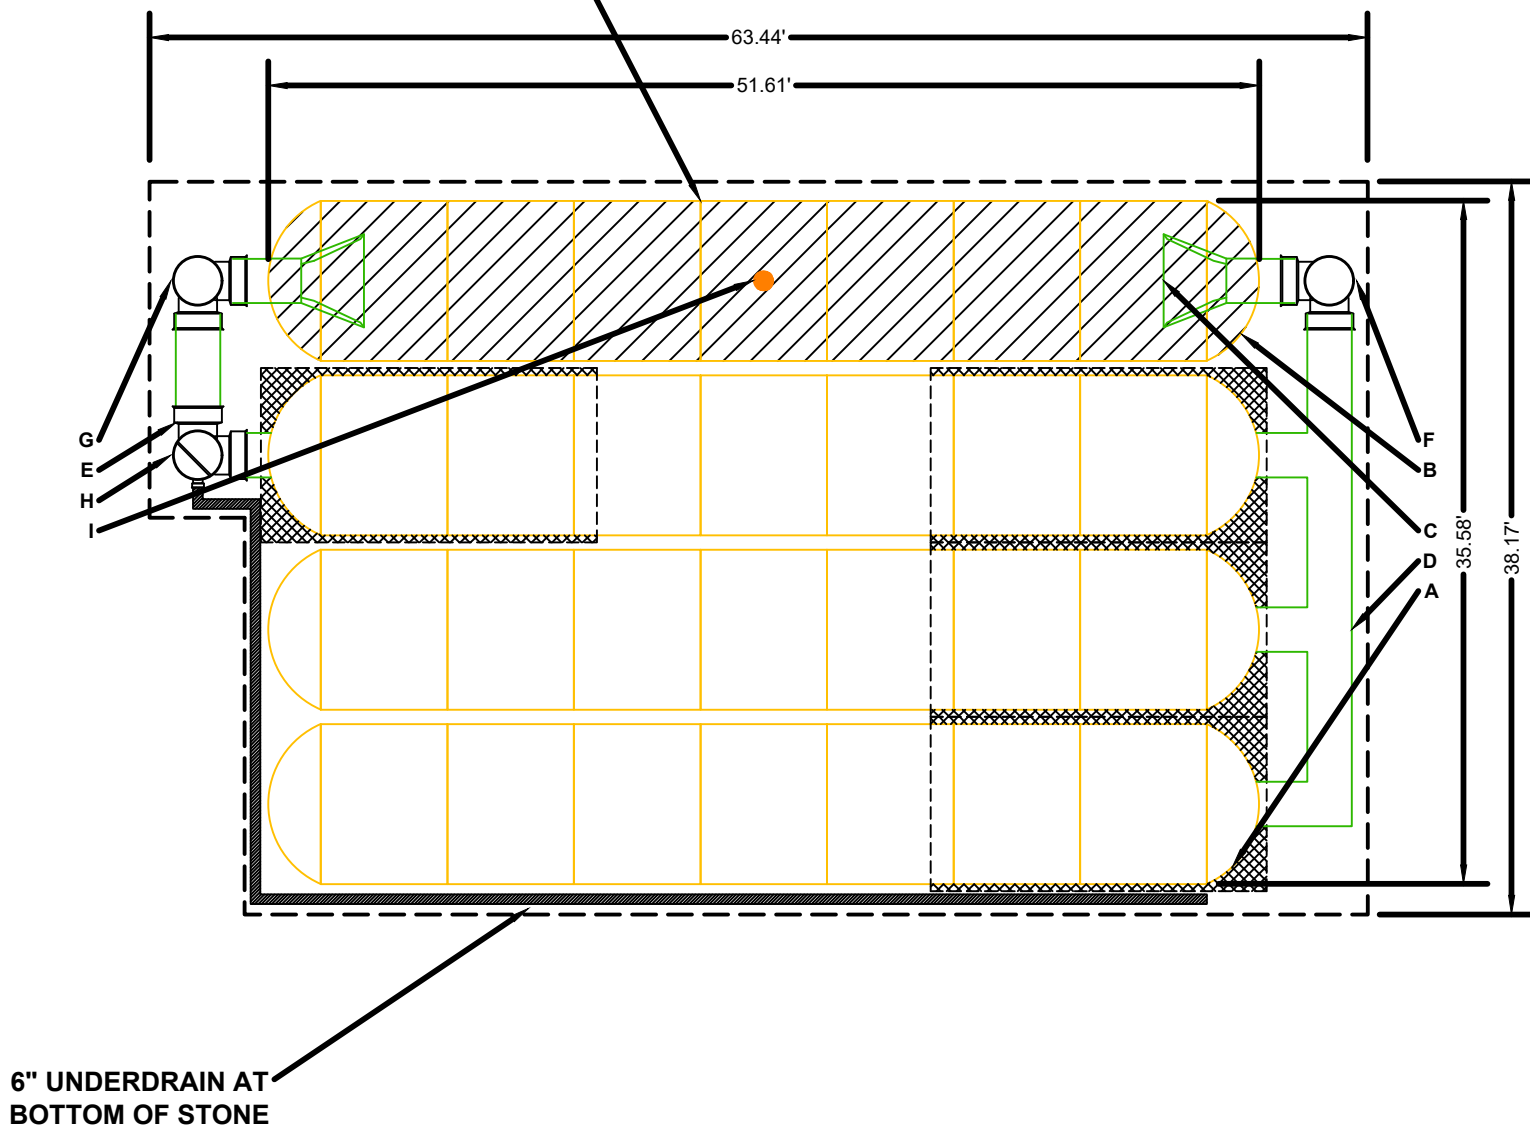 63.44'
51.61'
G
E
H
I
F
B
C
D
A
35.58'
38.17'
6" UNDERDRAIN AT
BOTTOM OF STONE